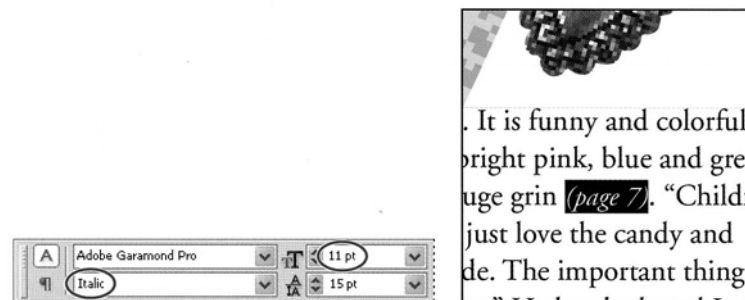 . It is funny and colorful
bright pink, blue and gre
uge grin (page 7). “Childr
just love the candy and
de. The important thing
A Adobe Garamond Pro T 11 pt
¶ Italic A 15 pt